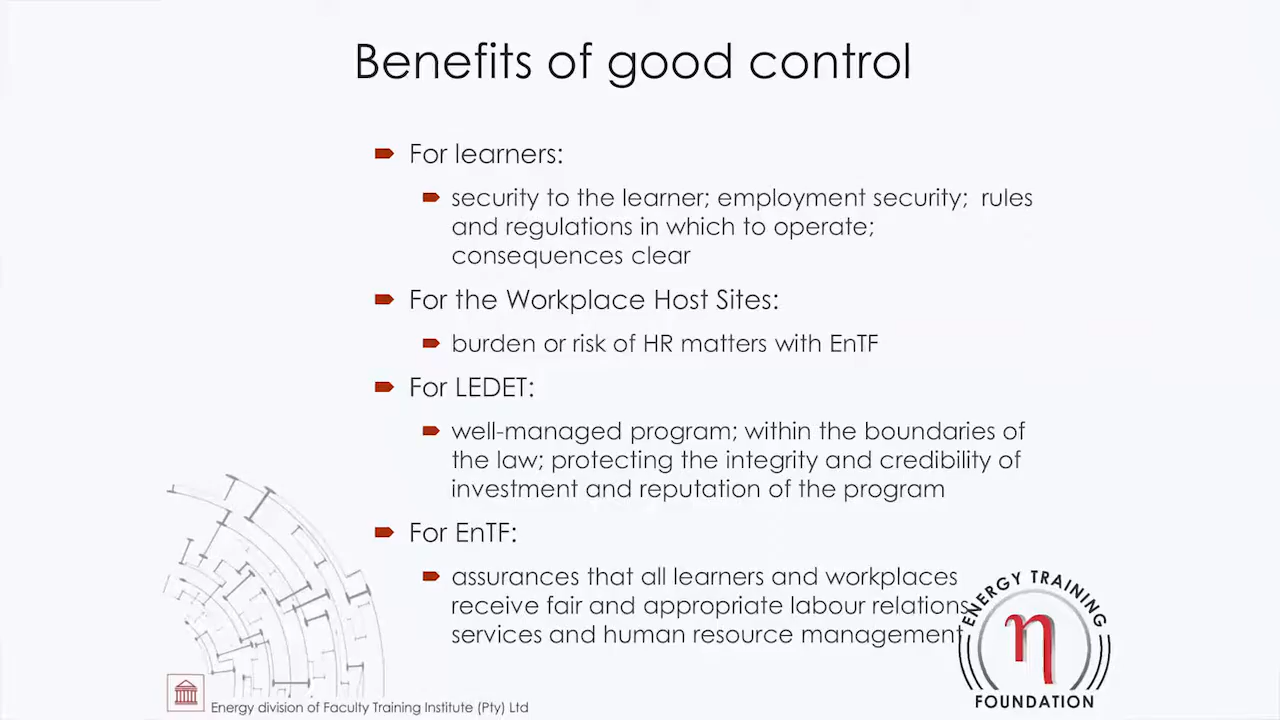 Benefits of good control
For learners:
security to the learner; employment security;  rules
and regulations in which to operate;
consequences clear
For the Workplace Host Sites:
burden or risk of HR matters with EnTF
For LEDET:
well-managed program; within the boundaries of
the law; protecting the integrity and credibility of
investment and reputation of the program
For EnTF:
assurances that all learners and workplaces
receive fair and appropriate labour relations
services and human resource management
ENERGY TRAINING
η
FOUNDATION
Energy division of Faculty Training Institute (Pty) Ltd